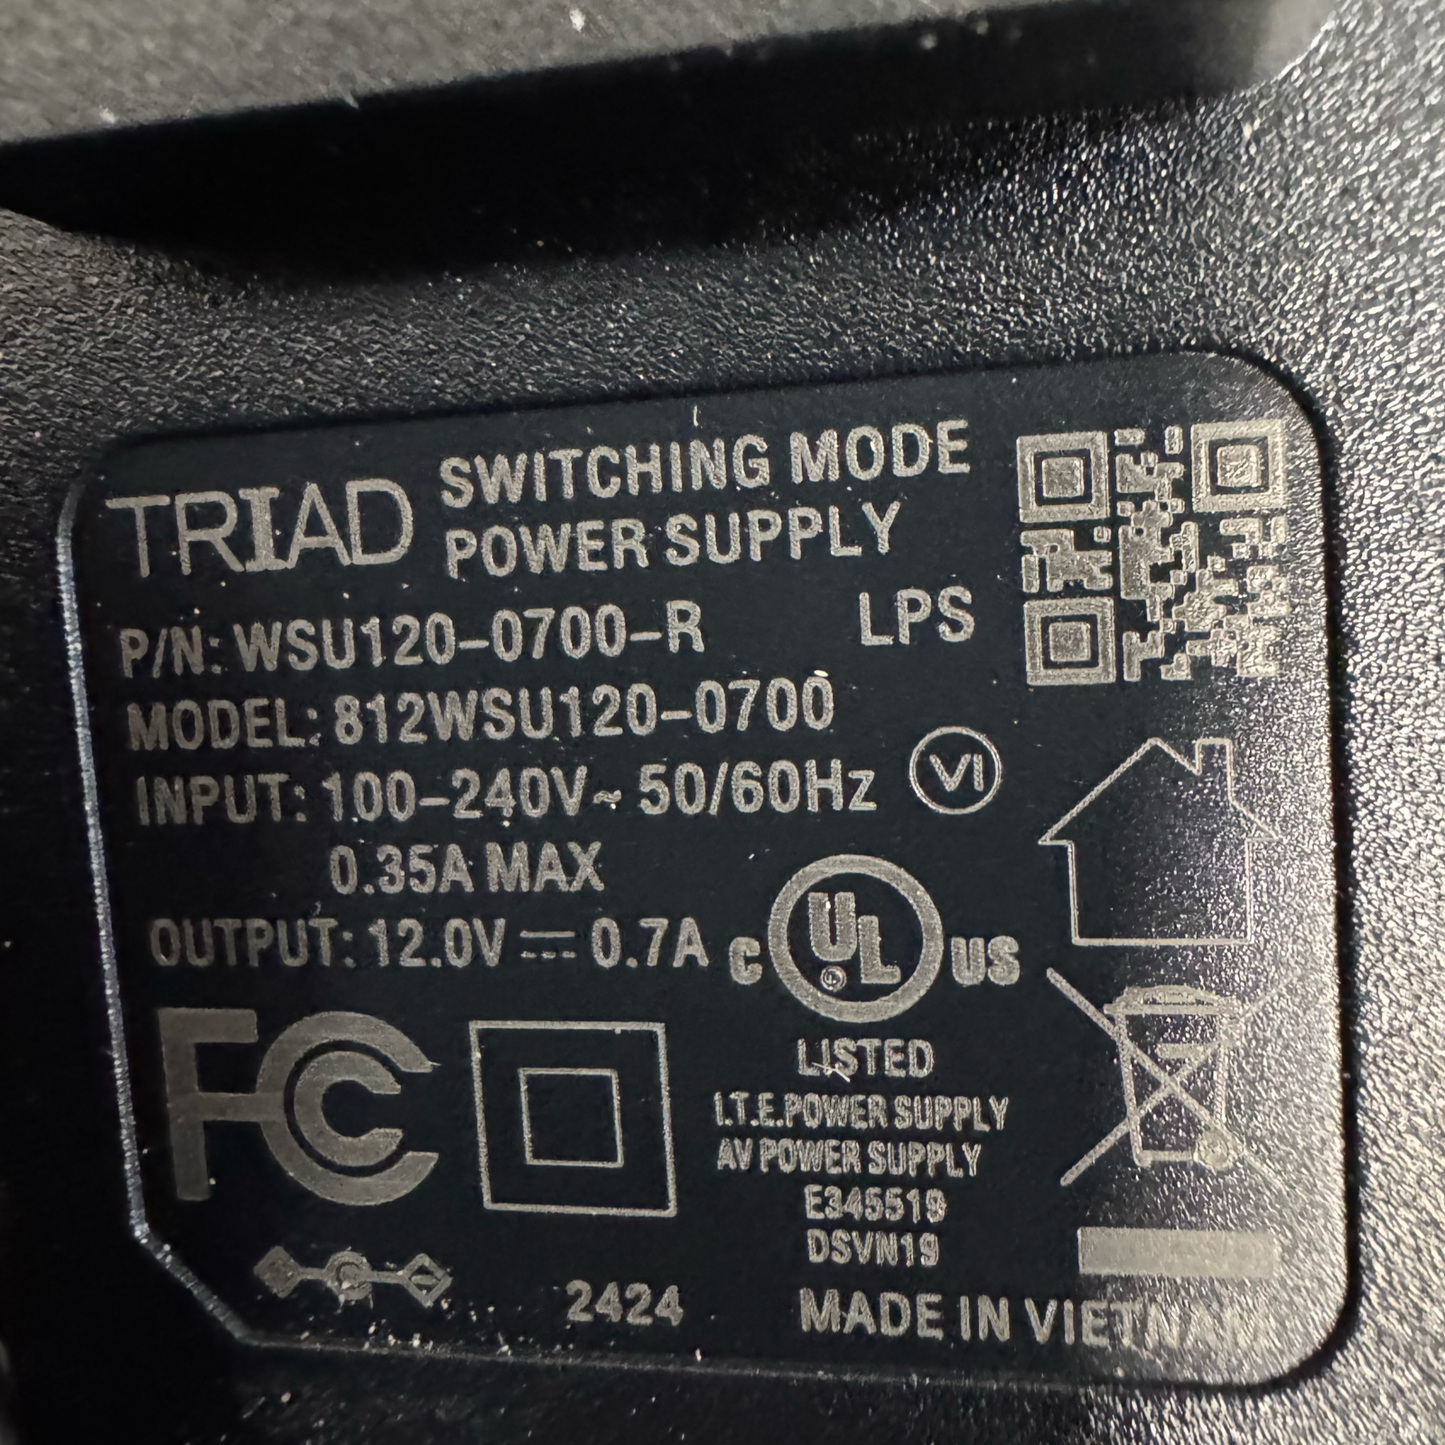 TRIAD SWITCHING MODE
POWER SUPPLY
P/N: WSU120-0700-R LPS
MODEL: 812WSU120-0700
INPUT: 100-240V~ 50/60Hz VI
0.35A MAX
OUTPUT: 12.0V⎓0.7A
C UL US
LISTED
FC
I.T.E.POWER SUPPLY
AV POWER SUPPLY
E345519
DSVN19
2424 MADE IN VIETNAM